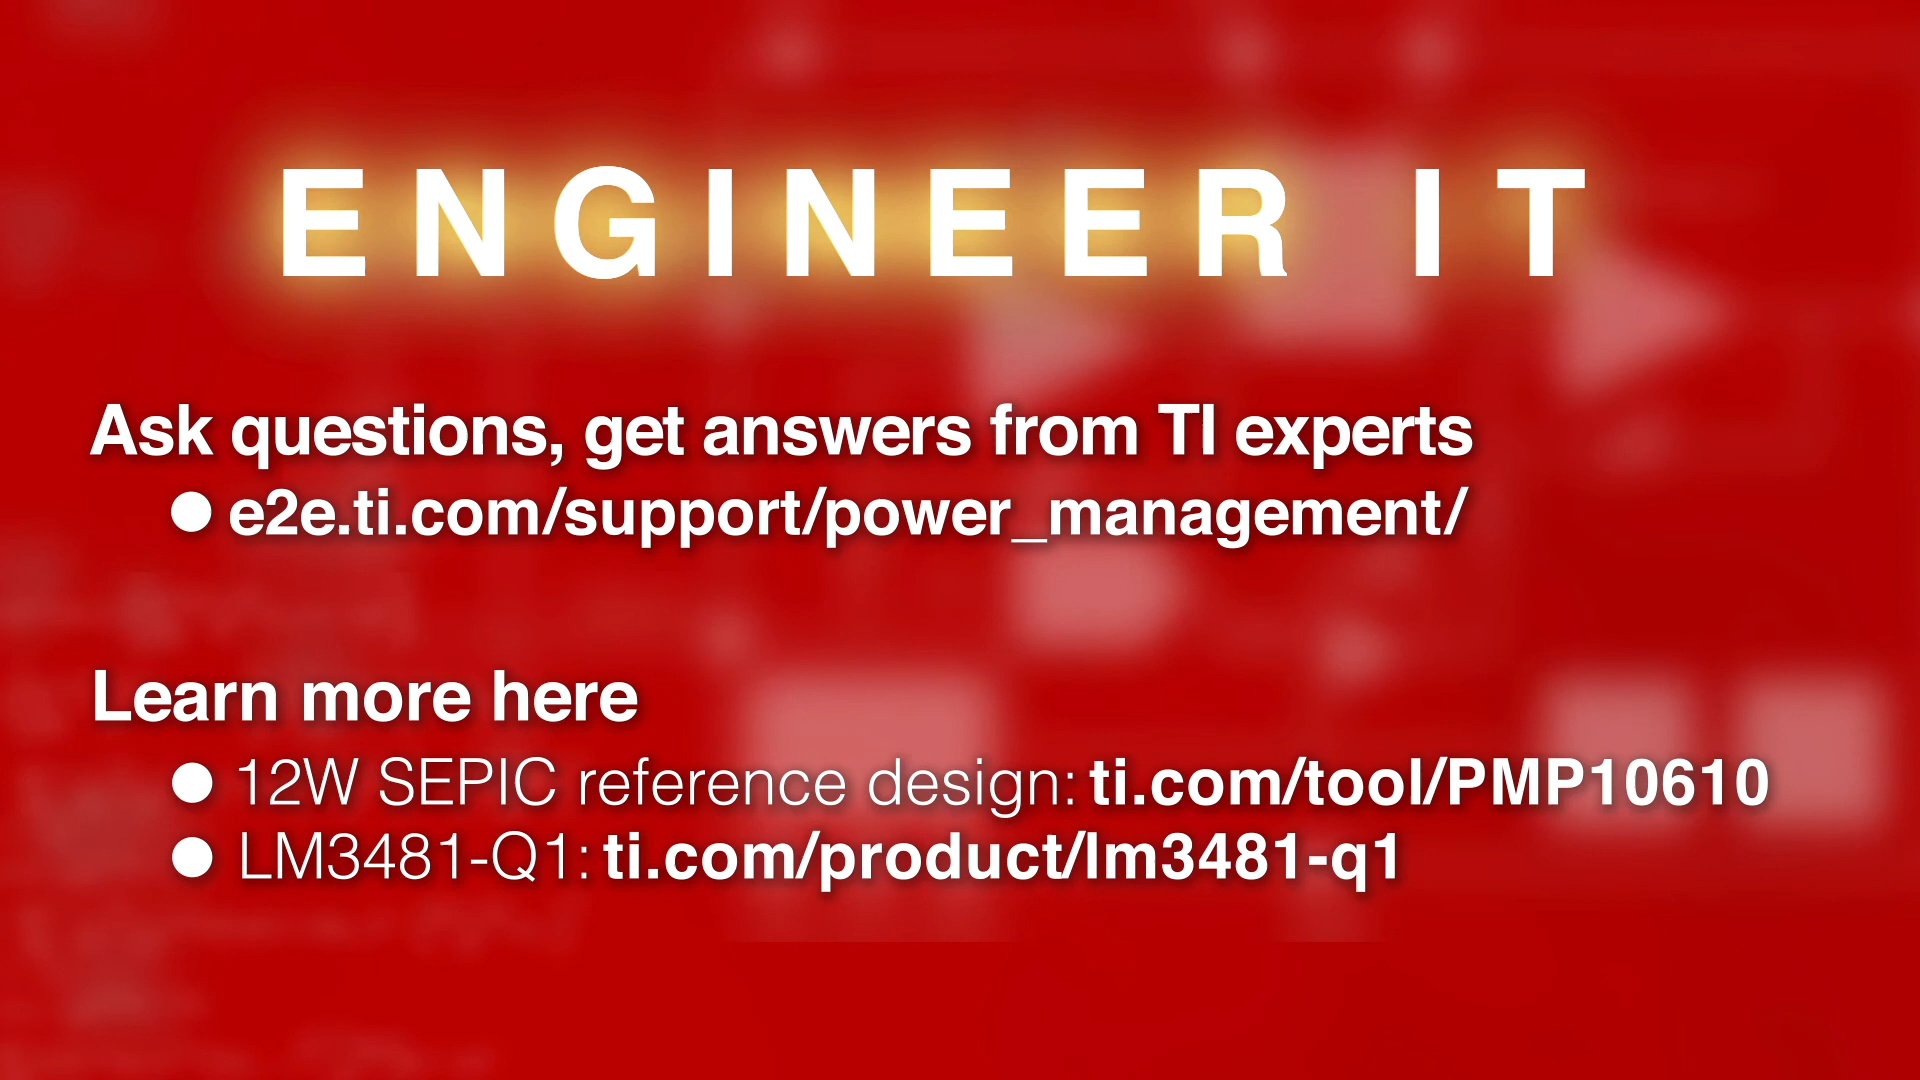 ENGINEER IT
Ask questions, get answers from TI experts
● e2e.ti.com/support/power_management/
Learn more here
● 12W SEPIC reference design: ti.com/tool/PMP10610
● LM3481-Q1: ti.com/product/lm3481-q1